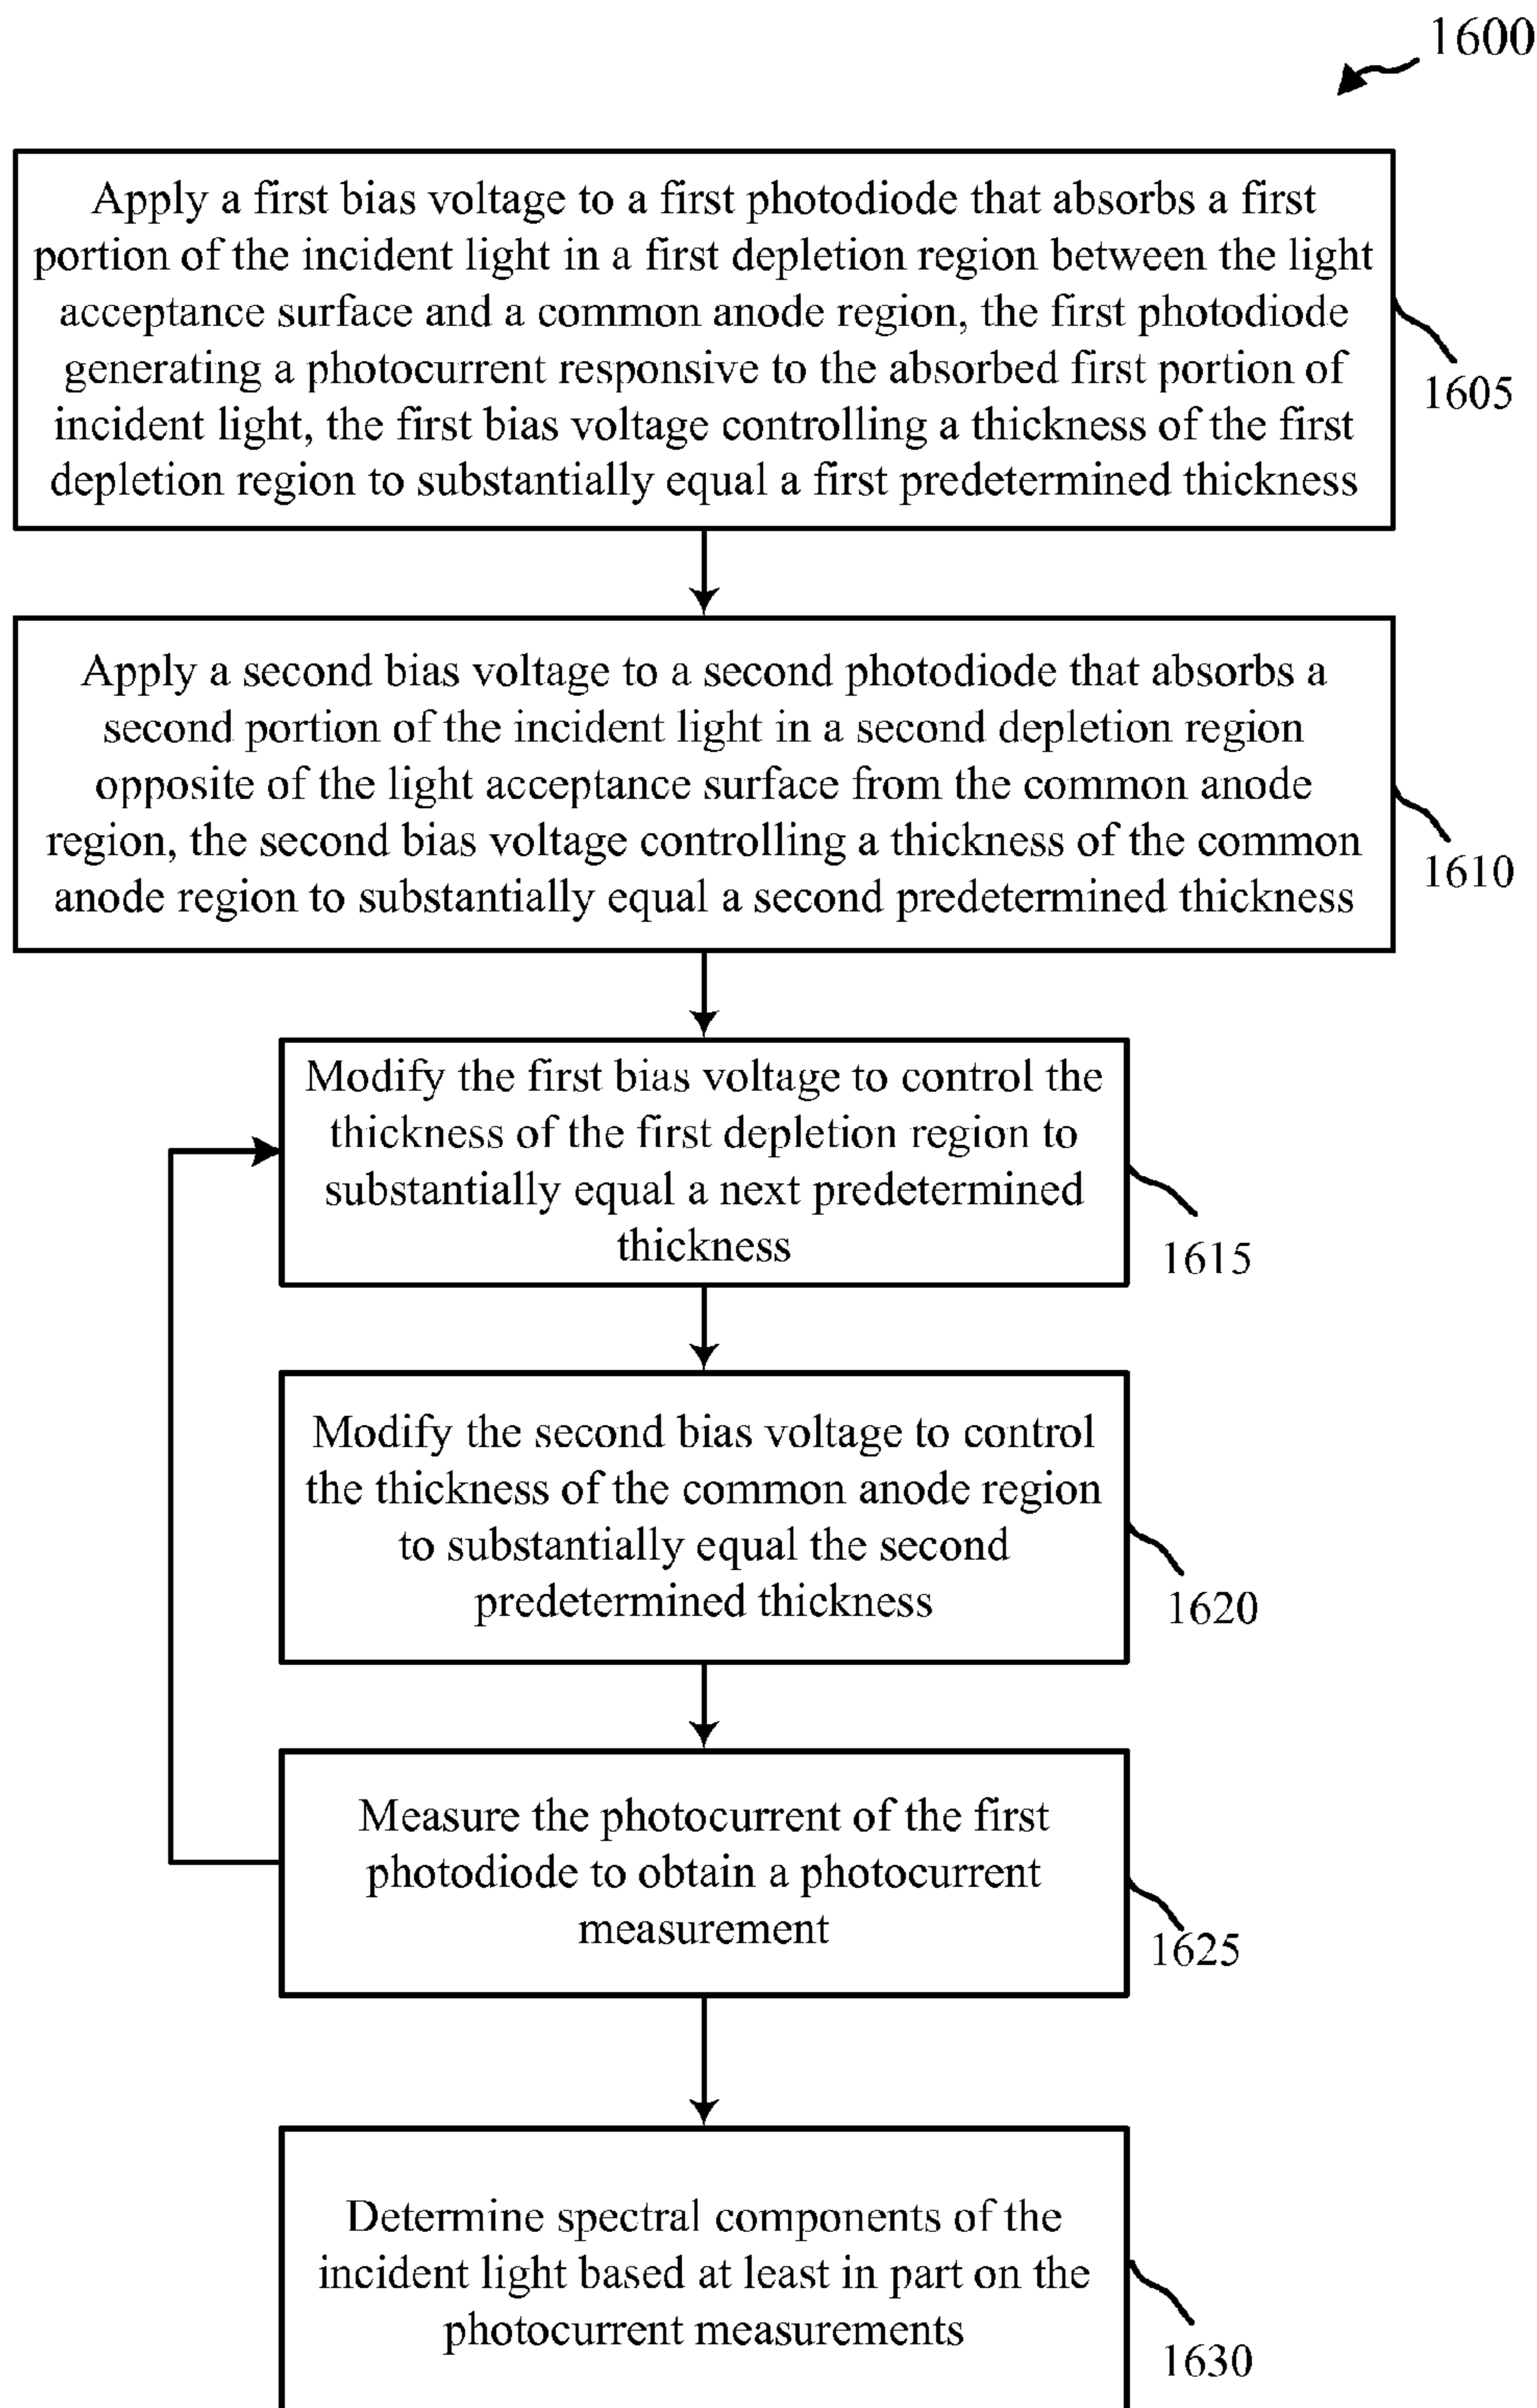 1600
Apply a first bias voltage to a first photodiode that absorbs a first
portion of the incident light in a first depletion region between the light
acceptance surface and a common anode region, the first photodiode
generating a photocurrent responsive to the absorbed first portion of
incident light, the first bias voltage controlling a thickness of the first
depletion region to substantially equal a first predetermined thickness
1605
Apply a second bias voltage to a second photodiode that absorbs a
second portion of the incident light in a second depletion region
opposite of the light acceptance surface from the common anode
region, the second bias voltage controlling a thickness of the common
anode region to substantially equal a second predetermined thickness
1610
Modify the first bias voltage to control the
thickness of the first depletion region to
substantially equal a next predetermined
thickness
1615
Modify the second bias voltage to control
the thickness of the common anode region
to substantially equal the second
predetermined thickness
1620
Measure the photocurrent of the first
photodiode to obtain a photocurrent
measurement
1625
Determine spectral components of the
incident light based at least in part on the
photocurrent measurements
1630